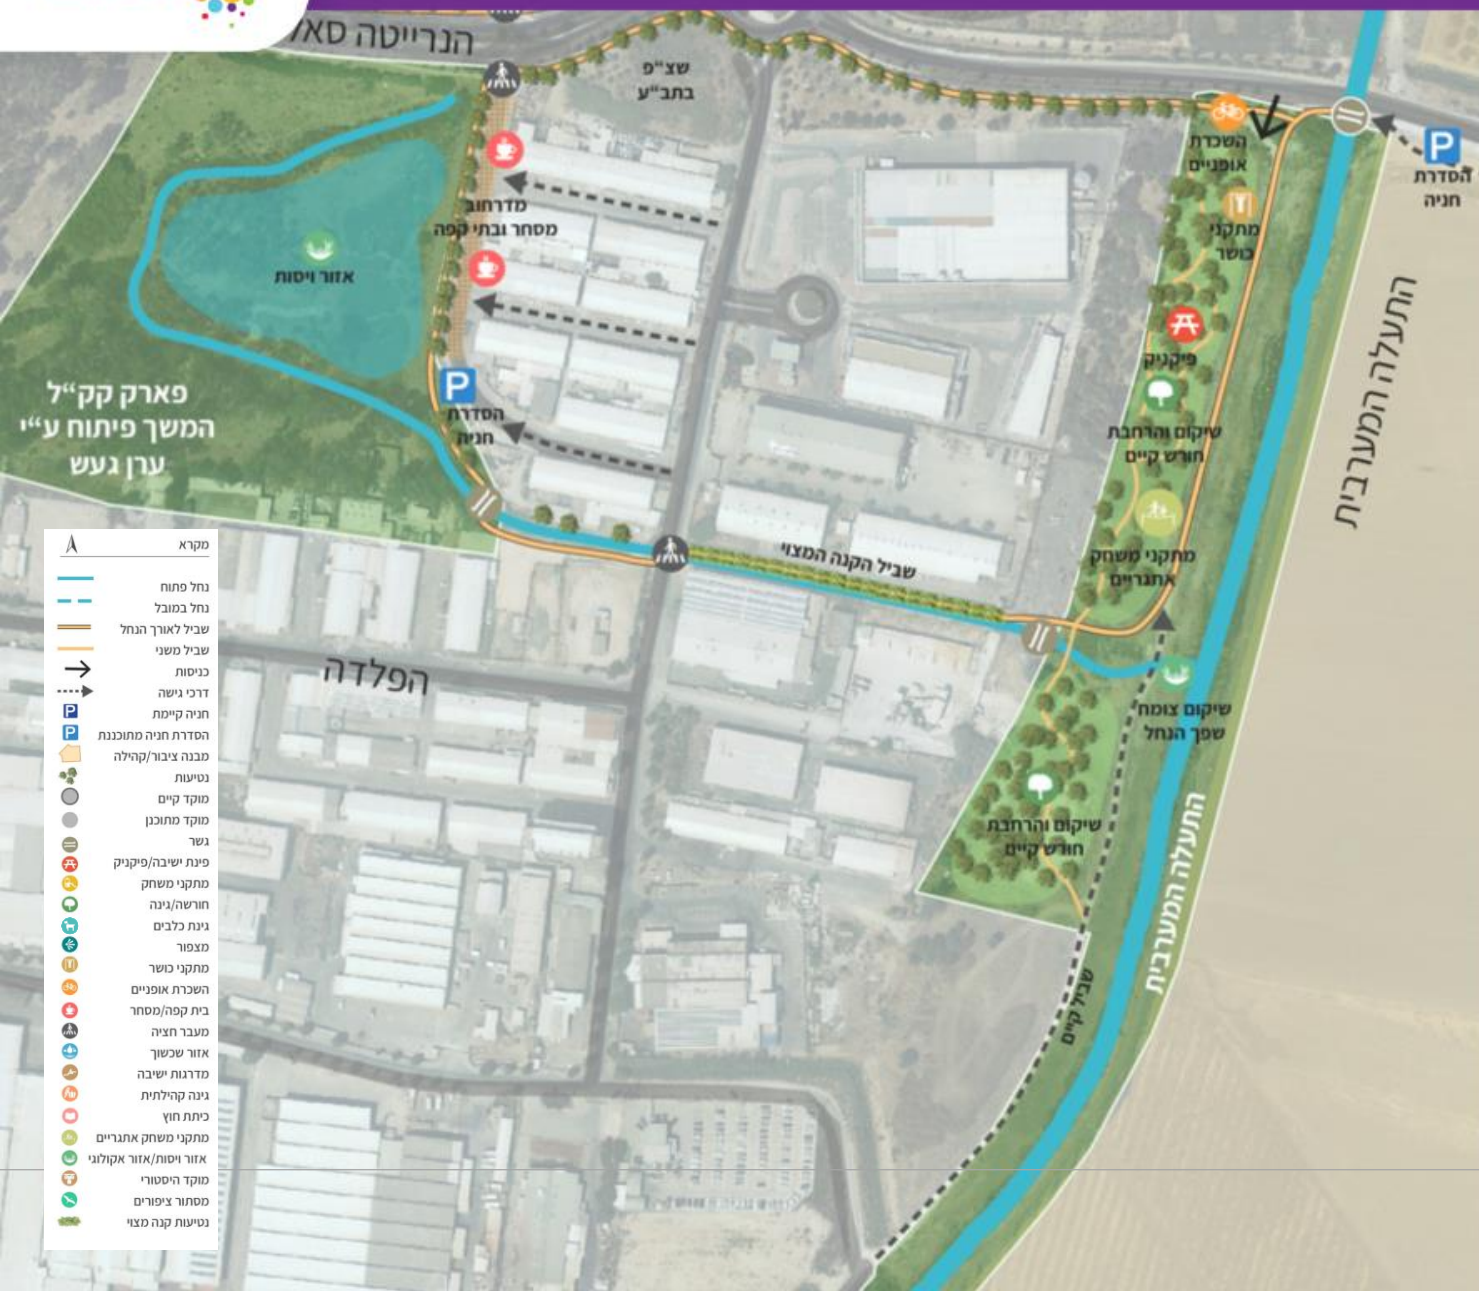 הנרייטה
שצ"פ
בתב"ע
השכרת
אופניים
P
הסדרת
חניה
מתקני
כושר
מדרחוב
מסחר ובתי קפה
אזור ויסות
התעלה המערבית
פיקניק
P
הסדרת
חניה
פארק קק"ל
המשך פיתוח ע"י
ערן געש
שיקום והרחבת
חורש קיים
שביל הקנה המצוי
מתקני משחק
אתגריים
הפלדה
שיקום צומח
שפך הנחל
שיקום והרחבת
חורש קיים
התעלה המערבית
שביל קיים
מקרא
נחל פתוח
נחל במובל
שביל לאורך הנחל
שביל משני
כניסות
דרכי גישה
P חניה קיימת
P הסדרת חניה מתוכננת
מבנה ציבור/קהילה
נטיעות
מוקד קיים
מוקד מתוכנן
גשר
פינת ישיבה/פיקניק
מתקני משחק
חורשה/גינה
גינת כלבים
מצפור
מתקני כושר
השכרת אופניים
בית קפה/מסחר
מעבר חציה
אזור שכשוך
מדרגות ישיבה
גינה קהילתית
כיתת חוץ
מתקני משחק אתגריים
אזור ויסות/אזור אקולוגי
מוקד היסטורי
מסתור ציפורים
נטיעות קנה מצוי